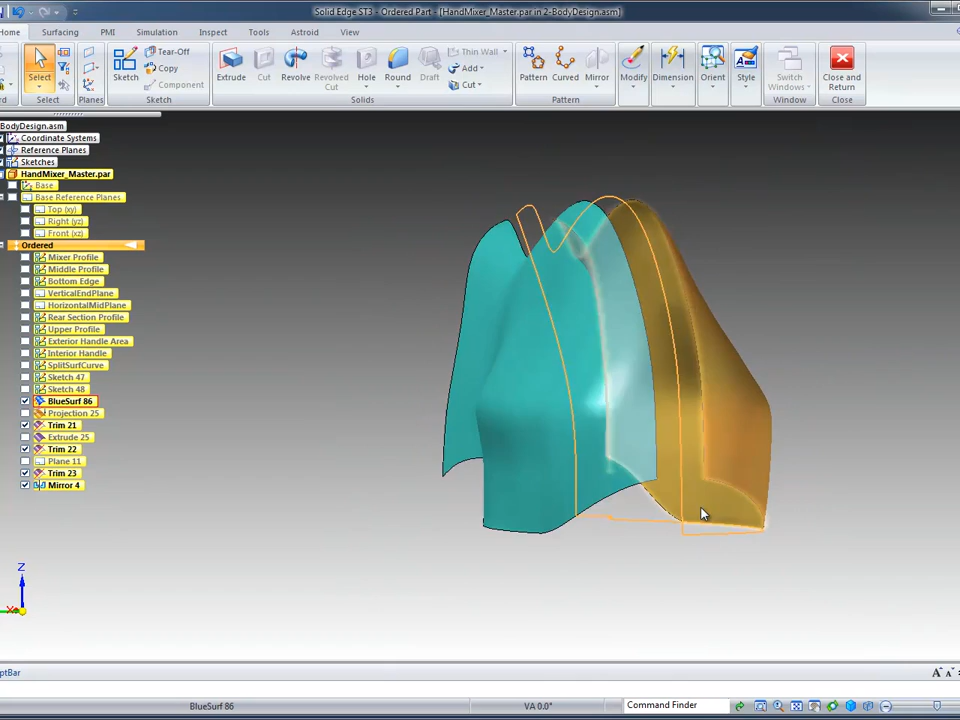 Solid Edge ST3 - Ordered Part - [HandMixer_Master.par in 2-BodyDesign.asm]
Home Surfacing PMI Simulation Inspect Tools Astroid View
Select
Select
Planes
Sketch
Tear-Off
Copy
Component
Sketch
Extrude
Cut
Revolve
Revolved Cut
Hole
Round
Draft
Thin Wall
Add
Cut
Solids
Pattern
Curved
Mirror
Pattern
Modify
Dimension
Orient
Style
Switch Windows
Window
Close and Return
Close
BodyDesign.asm
Coordinate Systems
Reference Planes
Sketches
HandMixer_Master.par
Base
Base Reference Planes
Top (xy)
Right (yz)
Front (xz)
Ordered
Mixer Profile
Middle Profile
Bottom Edge
VerticalEndPlane
HorizontalMidPlane
Rear Section Profile
Upper Profile
Exterior Handle Area
Interior Handle
SplitSurfCurve
Sketch 47
Sketch 48
BlueSurf 86
Projection 25
Trim 21
Extrude 25
Trim 22
Plane 11
Trim 23
Mirror 4
Z
X
ptBar
A A
BlueSurf 86
VA 0.0"
Command Finder